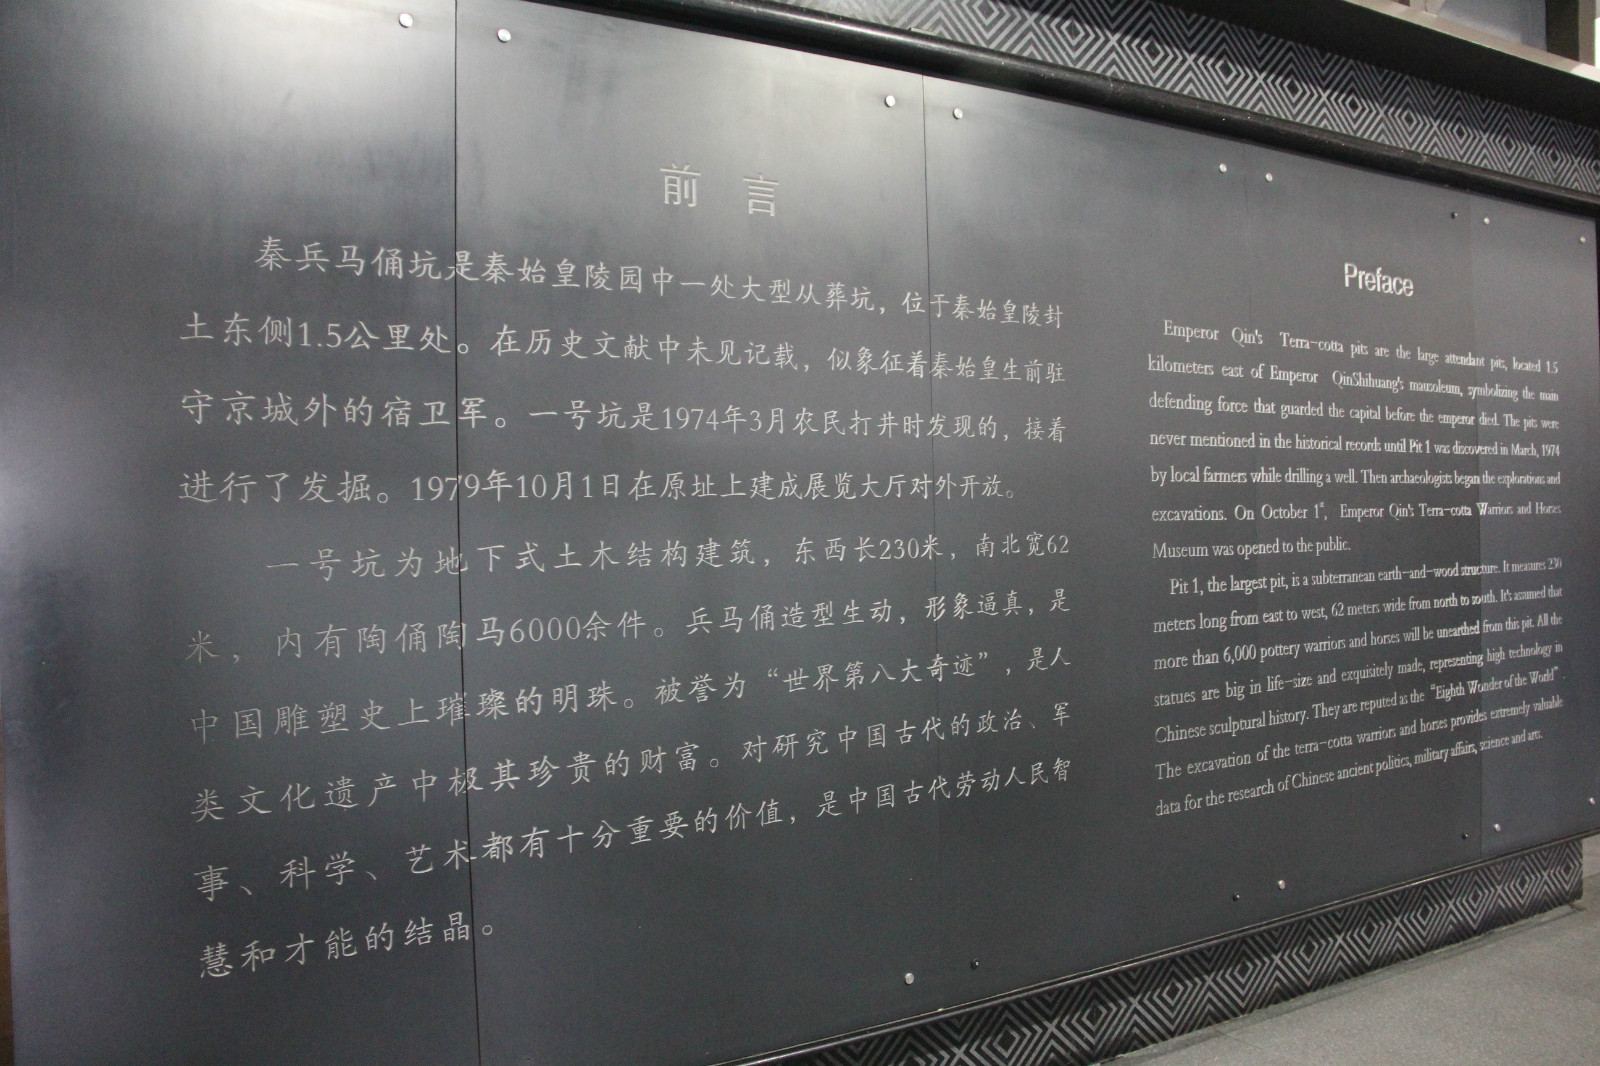 前言
秦兵马俑坑是秦始皇陵园中一处大型从葬坑，位于秦始皇陵封
土东侧1.5公里处。在历史文献中未见记载，似象征着秦始皇生前驻
守京城外的宿卫军。一号坑是1974年3月农民打井时发现的，接着
进行了发掘。1979年10月1日在原址上建成展览大厅对外开放。
一号坑为地下式土木结构建筑，东西长230米，南北宽62
米，内有陶俑陶马6000余件。兵马俑造型生动，形象逼真，是
中国雕塑史上璀璨的明珠。被誉为“世界第八大奇迹”，是人
类文化遗产中极其珍贵的财富。对研究中国古代的政治、军
事、科学、艺术都有十分重要的价值，是中国古代劳动人民智
慧和才能的结晶。
Preface
Emperor Qin's Terra-cotta pits are the large attendant pits, located 1.5
kilometers east of Emperor QinShihuang's mausoleum, symbolizing the main
defending force that guarded the capital before the emperor died. The pits were
never mentioned in the historical records until Pit 1 was discovered in March, 1974
by local farmers while drilling a well. Then archaeologists began the explorations and
excavations. On October 1st, Emperor Qin's Terra-cotta Warriors and Horses
Museum was opened to the public.
Pit 1, the largest pit, is a subterranean earth-and-wood structure. It measures 230
meters long from east to west, 62 meters wide from north to south. It's assumed that
more than 6,000 pottery warriors and horses will be unearthed from this pit. All the
statues are big in life-size and exquisitely made, representing high technology in
Chinese sculptural history. They are reputed as the "Eighth Wonder of the World".
The excavation of the terra-cotta warriors and horses provides extremely valuable
data for the research of Chinese ancient politics, military affairs, science and arts.